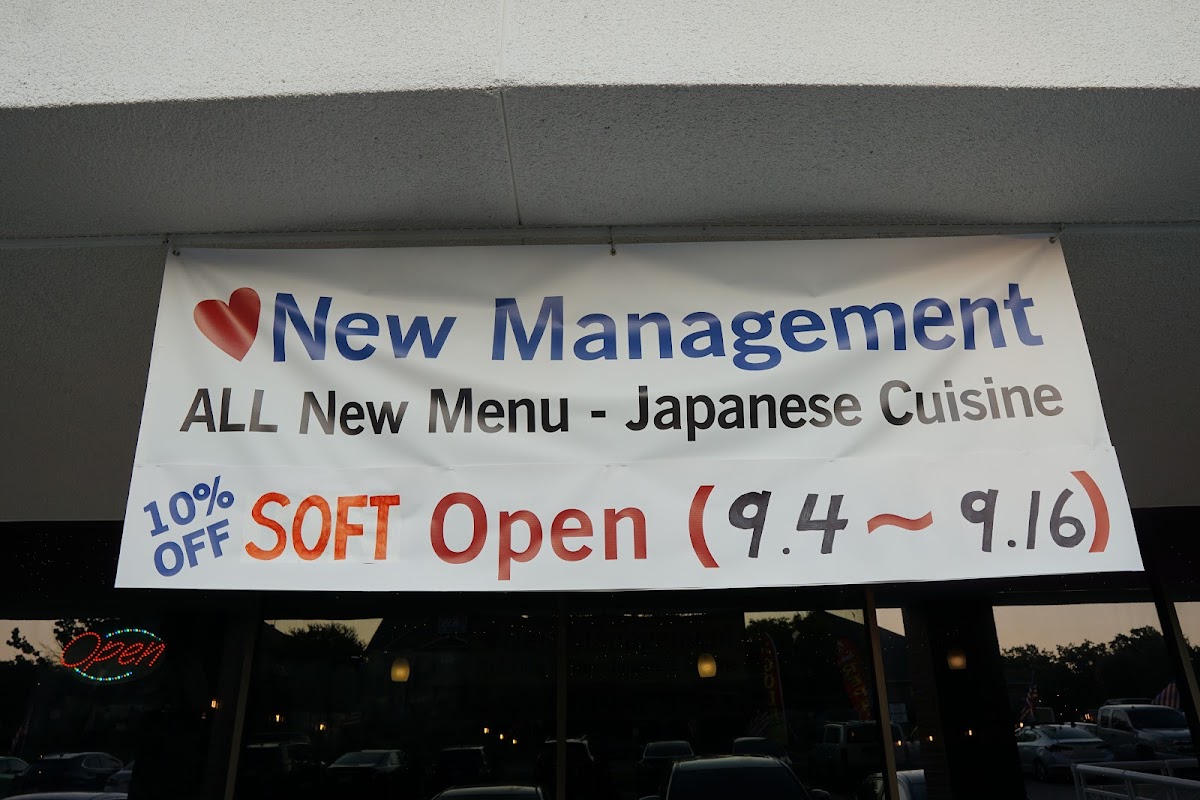 New Management
ALL New Menu - Japanese Cuisine
10% OFF SOFT Open (9.4 ~ 9.16)
Open